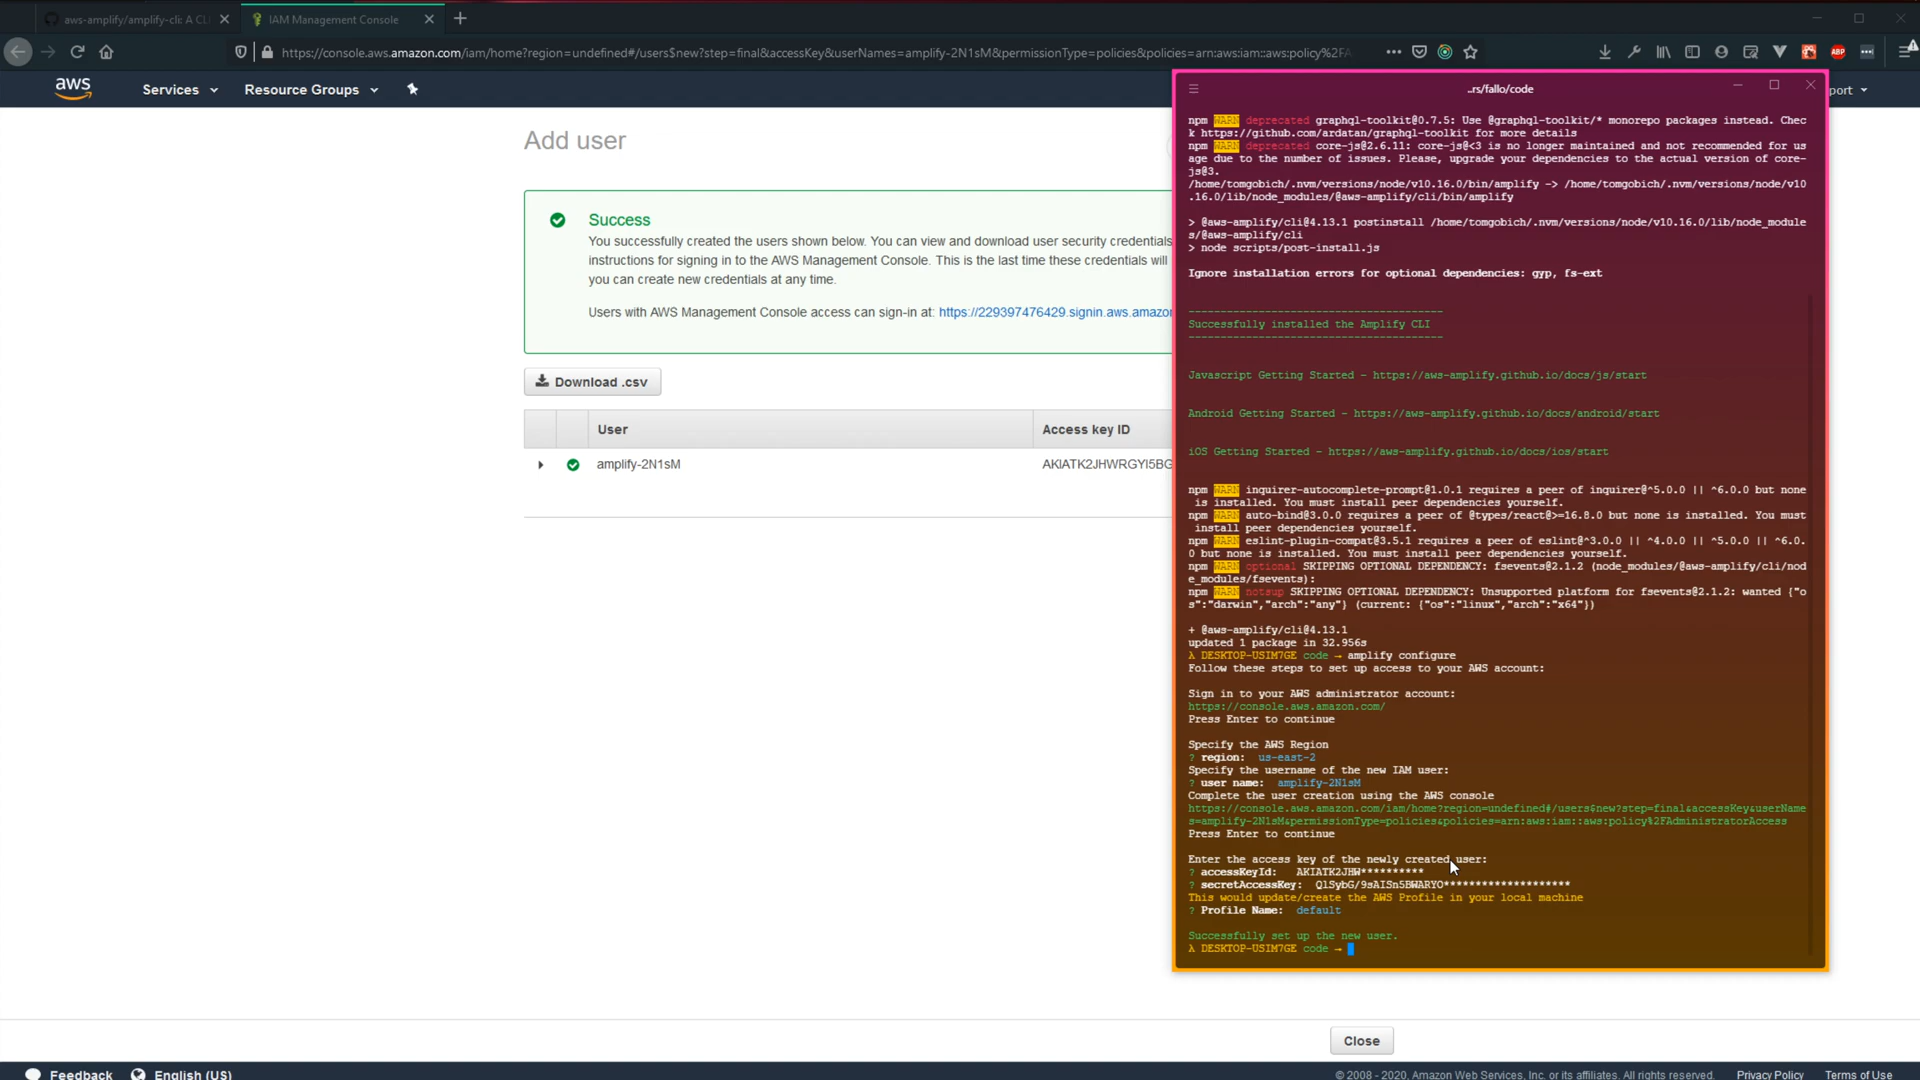 aws-amplify/amplify-cli: A CL
IAM Management Console
https://console.aws.amazon.com/iam/home?region=undefined#/users$new?step=final&accessKey&userNames=amplify-2N1sM&permissionType=policies&policies=arn:aws:iam::aws:policy%2FA
ABP
aws
Services
Resource Groups
port
Add user
Success
You successfully created the users shown below. You can view and download user security credentials
instructions for signing in to the AWS Management Console. This is the last time these credentials will
you can create new credentials at any time.
Users with AWS Management Console access can sign-in at: https://229397476429.signin.aws.amazor
Download .csv
User
Access key ID
amplify-2N1sM
AKIATK2JHWRGYI5BG
..rs/fallo/code
npm WARN deprecated graphql-toolkit@0.7.5: Use @graphql-toolkit/* monorepo packages instead. Chec
k https://github.com/ardatan/graphql-toolkit for more details
npm WARN deprecated core-js@2.6.11: core-js@<3 is no longer maintained and not recommended for us
age due to the number of issues. Please, upgrade your dependencies to the actual version of core-
js@3.
/home/tomgobich/.nvm/versions/node/v10.16.0/bin/amplify -> /home/tomgobich/.nvm/versions/node/v10
.16.0/lib/node_modules/@aws-amplify/cli/bin/amplify
> @aws-amplify/cli@4.13.1 postinstall /home/tomgobich/.nvm/versions/node/v10.16.0/lib/node_module
s/@aws-amplify/cli
> node scripts/post-install.js
Ignore installation errors for optional dependencies: gyp, fs-ext
----------------------------------------
Successfully installed the Amplify CLI
----------------------------------------
Javascript Getting Started - https://aws-amplify.github.io/docs/js/start
Android Getting Started - https://aws-amplify.github.io/docs/android/start
iOS Getting Started - https://aws-amplify.github.io/docs/ios/start
npm WARN inquirer-autocomplete-prompt@1.0.1 requires a peer of inquirer@^5.0.0 || ^6.0.0 but none
is installed. You must install peer dependencies yourself.
npm WARN auto-bind@3.0.0 requires a peer of @types/react@>=16.8.0 but none is installed. You must
install peer dependencies yourself.
npm WARN eslint-plugin-compat@3.5.1 requires a peer of eslint@^3.0.0 || ^4.0.0 || ^5.0.0 || ^6.0.
0 but none is installed. You must install peer dependencies yourself.
npm WARN optional SKIPPING OPTIONAL DEPENDENCY: fsevents@2.1.2 (node_modules/@aws-amplify/cli/nod
e_modules/fsevents):
npm WARN notsup SKIPPING OPTIONAL DEPENDENCY: Unsupported platform for fsevents@2.1.2: wanted {"o
s":"darwin","arch":"any"} (current: {"os":"linux","arch":"x64"})
+ @aws-amplify/cli@4.13.1
updated 1 package in 32.956s
λ DESKTOP-USIM7GE code → amplify configure
Follow these steps to set up access to your AWS account:
Sign in to your AWS administrator account:
https://console.aws.amazon.com/
Press Enter to continue
Specify the AWS Region
? region: us-east-2
Specify the username of the new IAM user:
? user name: amplify-2N1sM
Complete the user creation using the AWS console
https://console.aws.amazon.com/iam/home?region=undefined#/users$new?step=final&accessKey&userName
s=amplify-2N1sM&permissionType=policies&policies=arn:aws:iam::aws:policy%2FAdministratorAccess
Press Enter to continue
Enter the access key of the newly created user:
? accessKeyId: AKIATK2JHW**********
? secretAccessKey: QlSybG/9sAISn5BWARYO********************
This would update/create the AWS Profile in your local machine
? Profile Name: default
Successfully set up the new user.
λ DESKTOP-USIM7GE code →
Close
Feedback
English (US)
© 2008 - 2020, Amazon Web Services, Inc. or its affiliates. All rights reserved.
Privacy Policy
Terms of Use